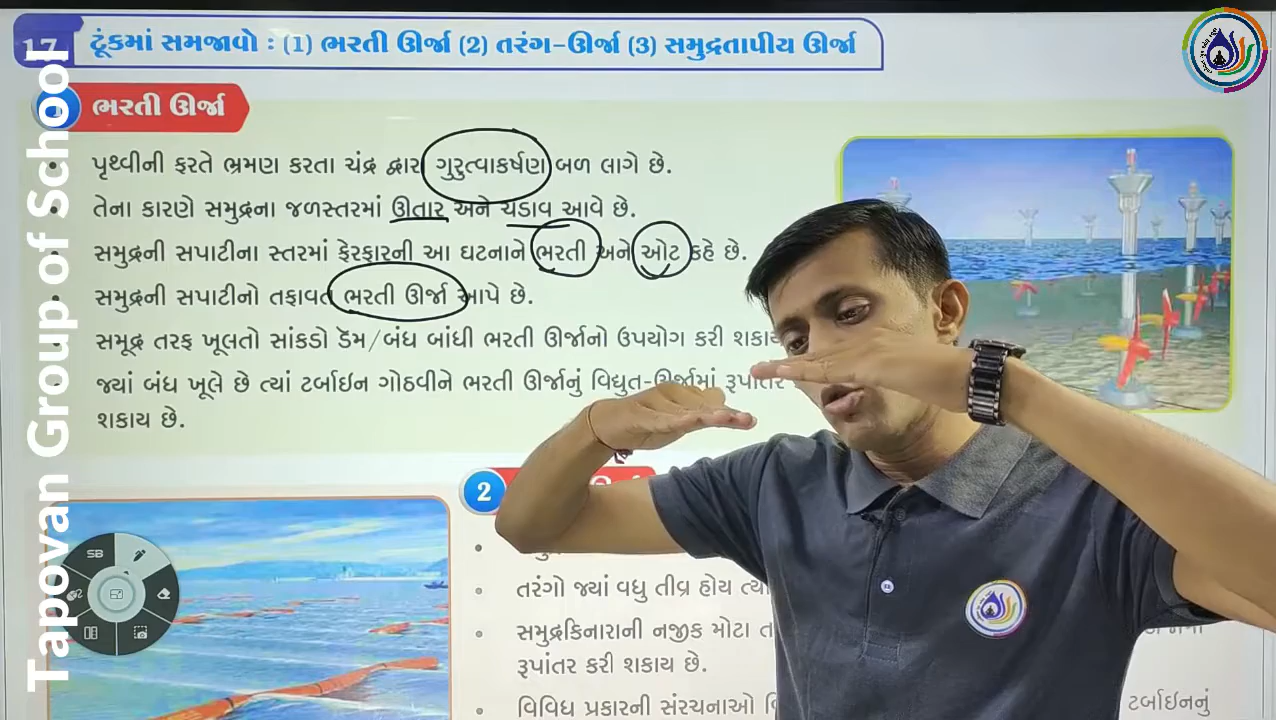 17 ટૂંકમાં સમજાવો : (1) ભરતી ઊર્જા (2) તરંગ-ઊર્જા (3) સમુદ્રતાપીય ઊર્જા
ભરતી ઊર્જા
• પૃથ્વીની ફરતે ભ્રમણ કરતા ચંદ્ર દ્વારા ગુરુત્વાકર્ષણ બળ લાગે છે.
• તેના કારણે સમુદ્રના જળસ્તરમાં ઊતાર અને ચડાવ આવે છે.
સમુદ્રની સપાટીના સ્તરમાં ફેરફારની આ ઘટનાને ભરતી અને ઓટ કહે છે.
સમુદ્રની સપાટીનો તફાવત ભરતી ઊર્જા આપે છે.
સમૂદ્ર તરફ ખૂલતો સાંકડો ડૅમ/બંધ બાંધી ભરતી ઊર્જાનો ઉપયોગ કરી
જ્યાં બંધ ખૂલે છે ત્યાં ટર્બાઇન ગોઠવીને ભરતી ઊર્જાનું વિદ્યુત-ઊર્જામાં રૂપાંતર
શકાય છે.
2
• તરંગો જ્યાં વધુ તીવ્ર હોય
• સમુદ્રકિનારાની નજીક મોટા
રૂપાંતર કરી શકાય છે.
• વિવિધ પ્રકારની સંરચનાઓ ટર્બાઇનનું
SB
Tapovan Group of School